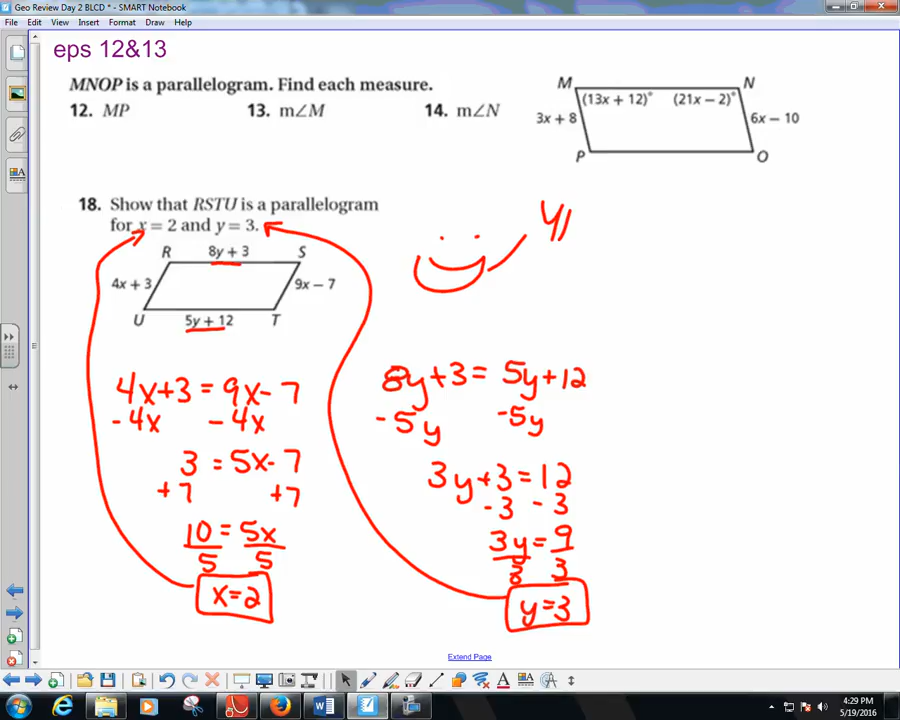 Geo Review Day 2 BLCD * - SMART Notebook
File Edit View Insert Format Draw Help
eps 12&13
MNOP is a parallelogram. Find each measure.
12. MP 13. m∠M 14. m∠N
M N
(13x + 12)° (21x − 2)°
3x + 8 6x − 10
P O
18. Show that RSTU is a parallelogram
for x = 2 and y = 3.
R 8y + 3 S
4x + 3 9x − 7
U 5y + 12 T
4x+3 = 9x-7
-4x -4x
3 = 5x-7
+7 +7
10 = 5x
5 5
x=2
8y+3 = 5y+12
-5y -5y
3y+3=12
-3 -3
3y = 9
3 3
y=3
Extend Page
4:29 PM
5/19/2016